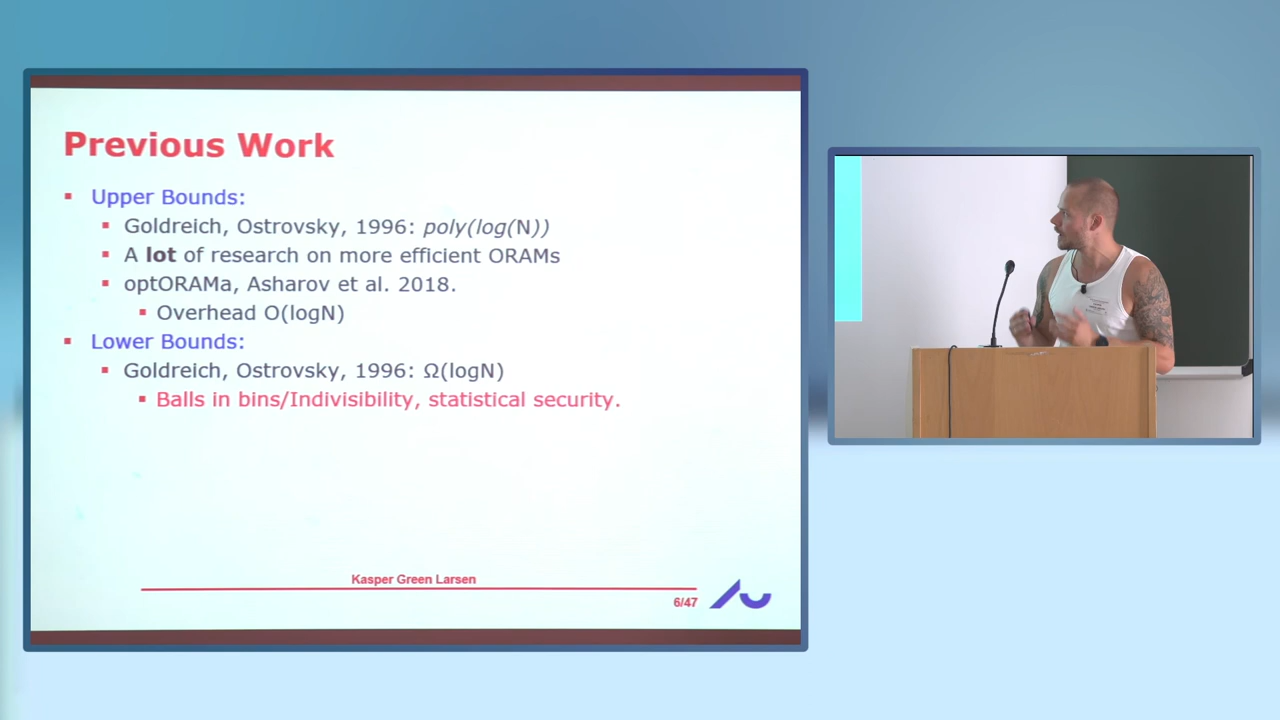 Previous Work
Upper Bounds:
Goldreich, Ostrovsky, 1996: poly(log(N))
A lot of research on more efficient ORAMs
optORAMa, Asharov et al. 2018.
Overhead O(logN)
Lower Bounds:
Goldreich, Ostrovsky, 1996: Ω(logN)
Balls in bins/Indivisibility, statistical security.
Kasper Green Larsen
6/47